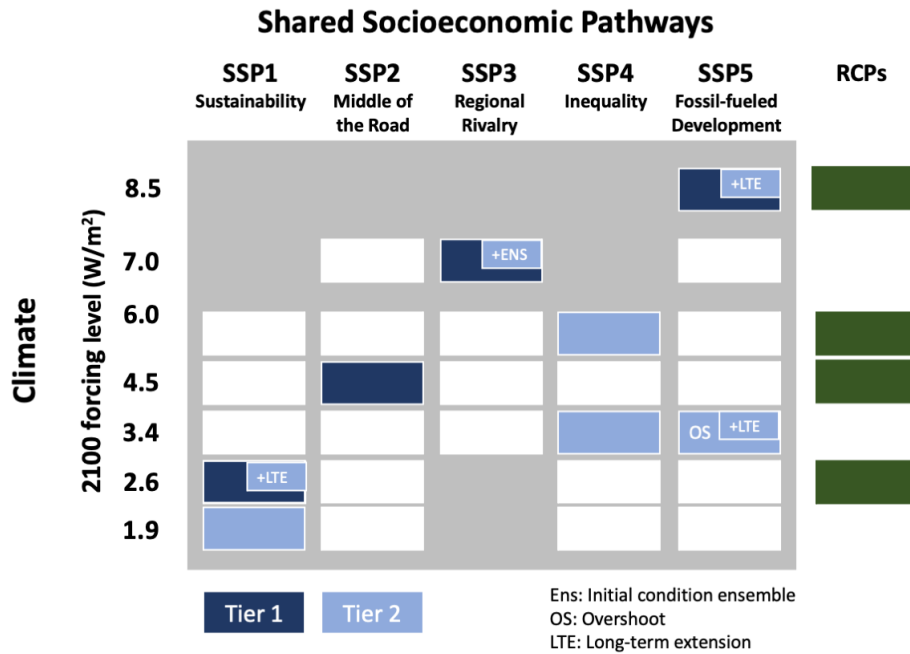 Shared Socioeconomic Pathways
SSP1 SSP2 SSP3 SSP4 SSP5 RCPs
Sustainability Middle of Regional Inequality Fossil-fueled
the Road Rivalry Development
Climate
2100 forcing level (W/m²)
8.5 +LTE
7.0 +ENS
6.0
4.5
3.4 OS +LTE
2.6 +LTE
1.9
Tier 1 Tier 2
Ens: Initial condition ensemble
OS: Overshoot
LTE: Long-term extension